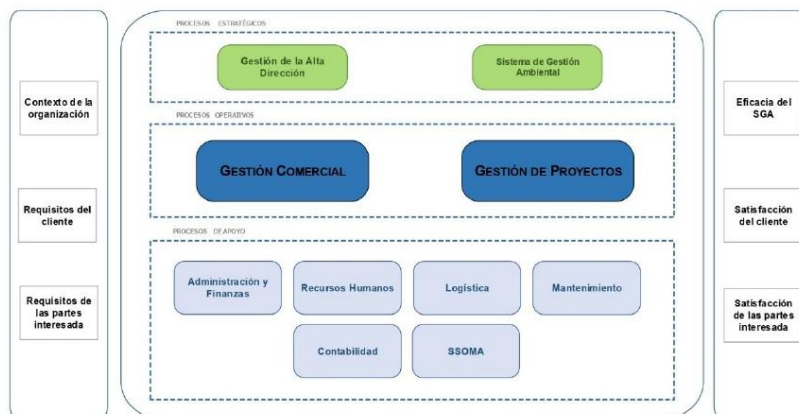 PROCESOS ESTRATÉGICOS
Gestión de la Alta
Dirección
Sistema de Gestión
Ambiental
Contexto de la
organización
Eficacia del
SGA
PROCESOS OPERATIVOS
GESTIÓN COMERCIAL
GESTIÓN DE PROYECTOS
Requisitos del
cliente
Satisfacción
del cliente
PROCESOS DE APOYO
Administración y
Finanzas
Recursos Humanos
Logística
Mantenimiento
Requisitos de
las partes
interesada
Satisfacción
de las partes
interesada
Contabilidad
SSOMA